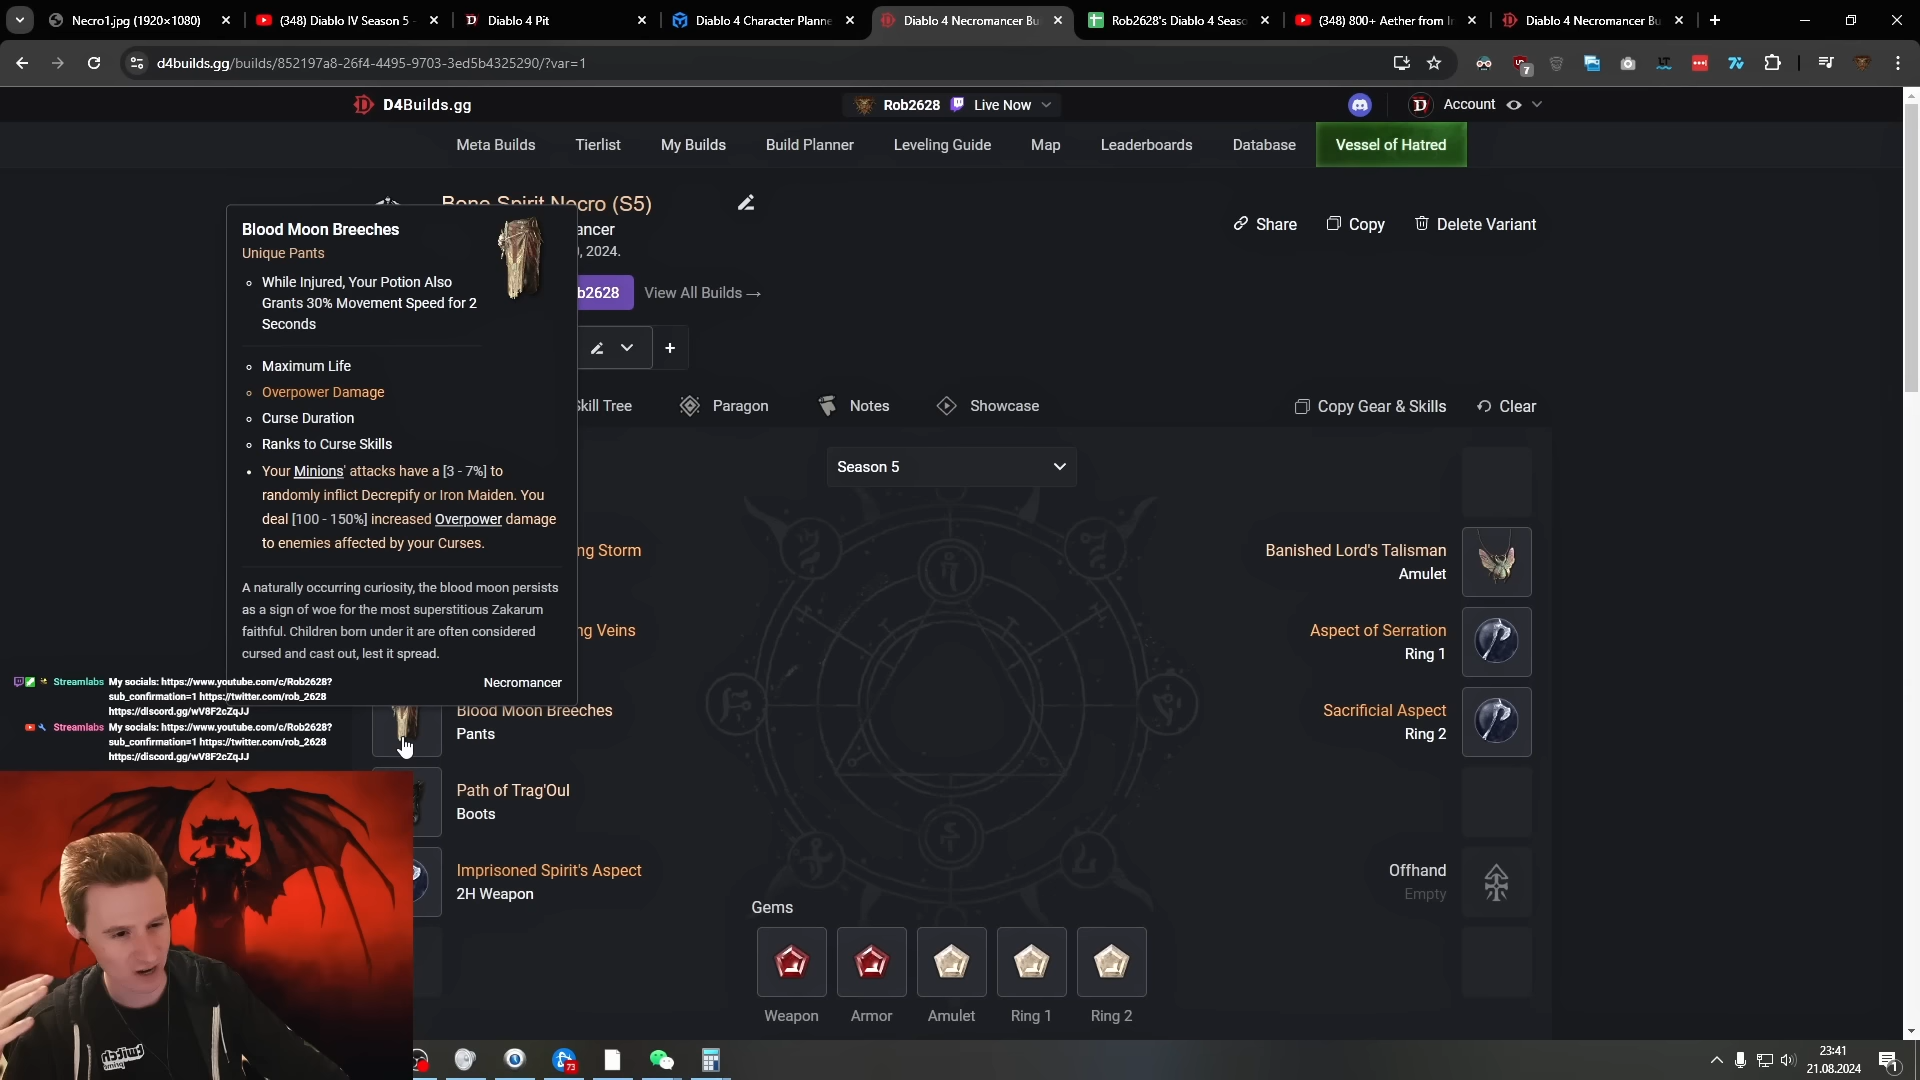 Necro1.jpg (1920×1080)
(348) Diablo IV Season 5 -
Diablo 4 Pit
Diablo 4 Character Planne
Diablo 4 Necromancer Bu
Rob2628's Diablo 4 Seaso
(348) 800+ Aether from I
Diablo 4 Necromancer Bu
d4builds.gg/builds/852197a8-26f4-4495-9703-3ed5b4325290/?var=1
7
D4Builds.gg
Rob2628 Live Now
Account
Meta Builds
Tierlist
My Builds
Build Planner
Leveling Guide
Map
Leaderboards
Database
Vessel of Hatred
Bone Spirit Necro (S5)
ancer
, 2024.
Share
Copy
Delete Variant
b2628
View All Builds →
Skill Tree
Paragon
Notes
Showcase
Copy Gear & Skills
Clear
Season 5
Blood Moon Breeches
Unique Pants
While Injured, Your Potion Also
Grants 30% Movement Speed for 2
Seconds
Maximum Life
Overpower Damage
Curse Duration
Ranks to Curse Skills
Your Minions' attacks have a [3 - 7%] to
randomly inflict Decrepify or Iron Maiden. You
deal [100 - 150%] increased Overpower damage
to enemies affected by your Curses.
A naturally occurring curiosity, the blood moon persists
as a sign of woe for the most superstitious Zakarum
faithful. Children born under it are often considered
cursed and cast out, lest it spread.
Necromancer
ng Storm
ng Veins
Blood Moon Breeches
Pants
Path of Trag'Oul
Boots
Imprisoned Spirit's Aspect
2H Weapon
Banished Lord's Talisman
Amulet
Aspect of Serration
Ring 1
Sacrificial Aspect
Ring 2
Offhand
Empty
Gems
Weapon
Armor
Amulet
Ring 1
Ring 2
Streamlabs My socials: https://www.youtube.com/c/Rob2628?
sub_confirmation=1 https://twitter.com/rob_2628
https://discord.gg/wV8F2cZqJJ
Streamlabs My socials: https://www.youtube.com/c/Rob2628?
sub_confirmation=1 https://twitter.com/rob_2628
https://discord.gg/wV8F2cZqJJ
twitch
73
23:41
21.08.2024
1